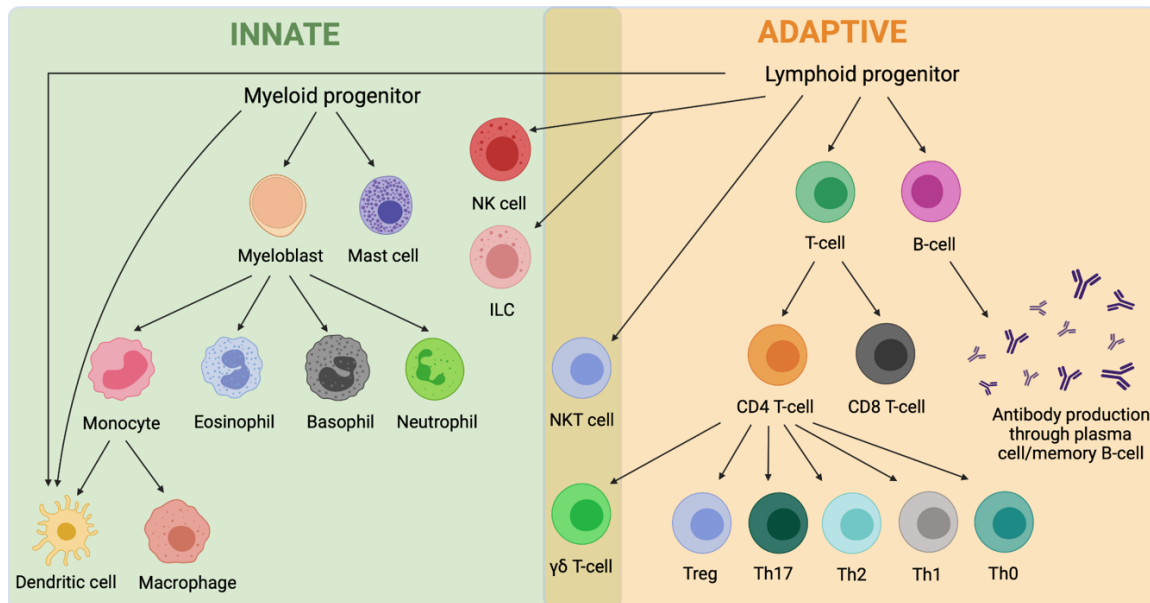 INNATE
ADAPTIVE
Lymphoid progenitor
Myeloid progenitor
NK cell
Myeloblast
Mast cell
T-cell
B-cell
ILC
Monocyte
Eosinophil
Basophil
Neutrophil
NKT cell
CD4 T-cell
CD8 T-cell
Antibody production
through plasma
cell/memory B-cell
Dendritic cell
Macrophage
γδ T-cell
Treg
Th17
Th2
Th1
Th0